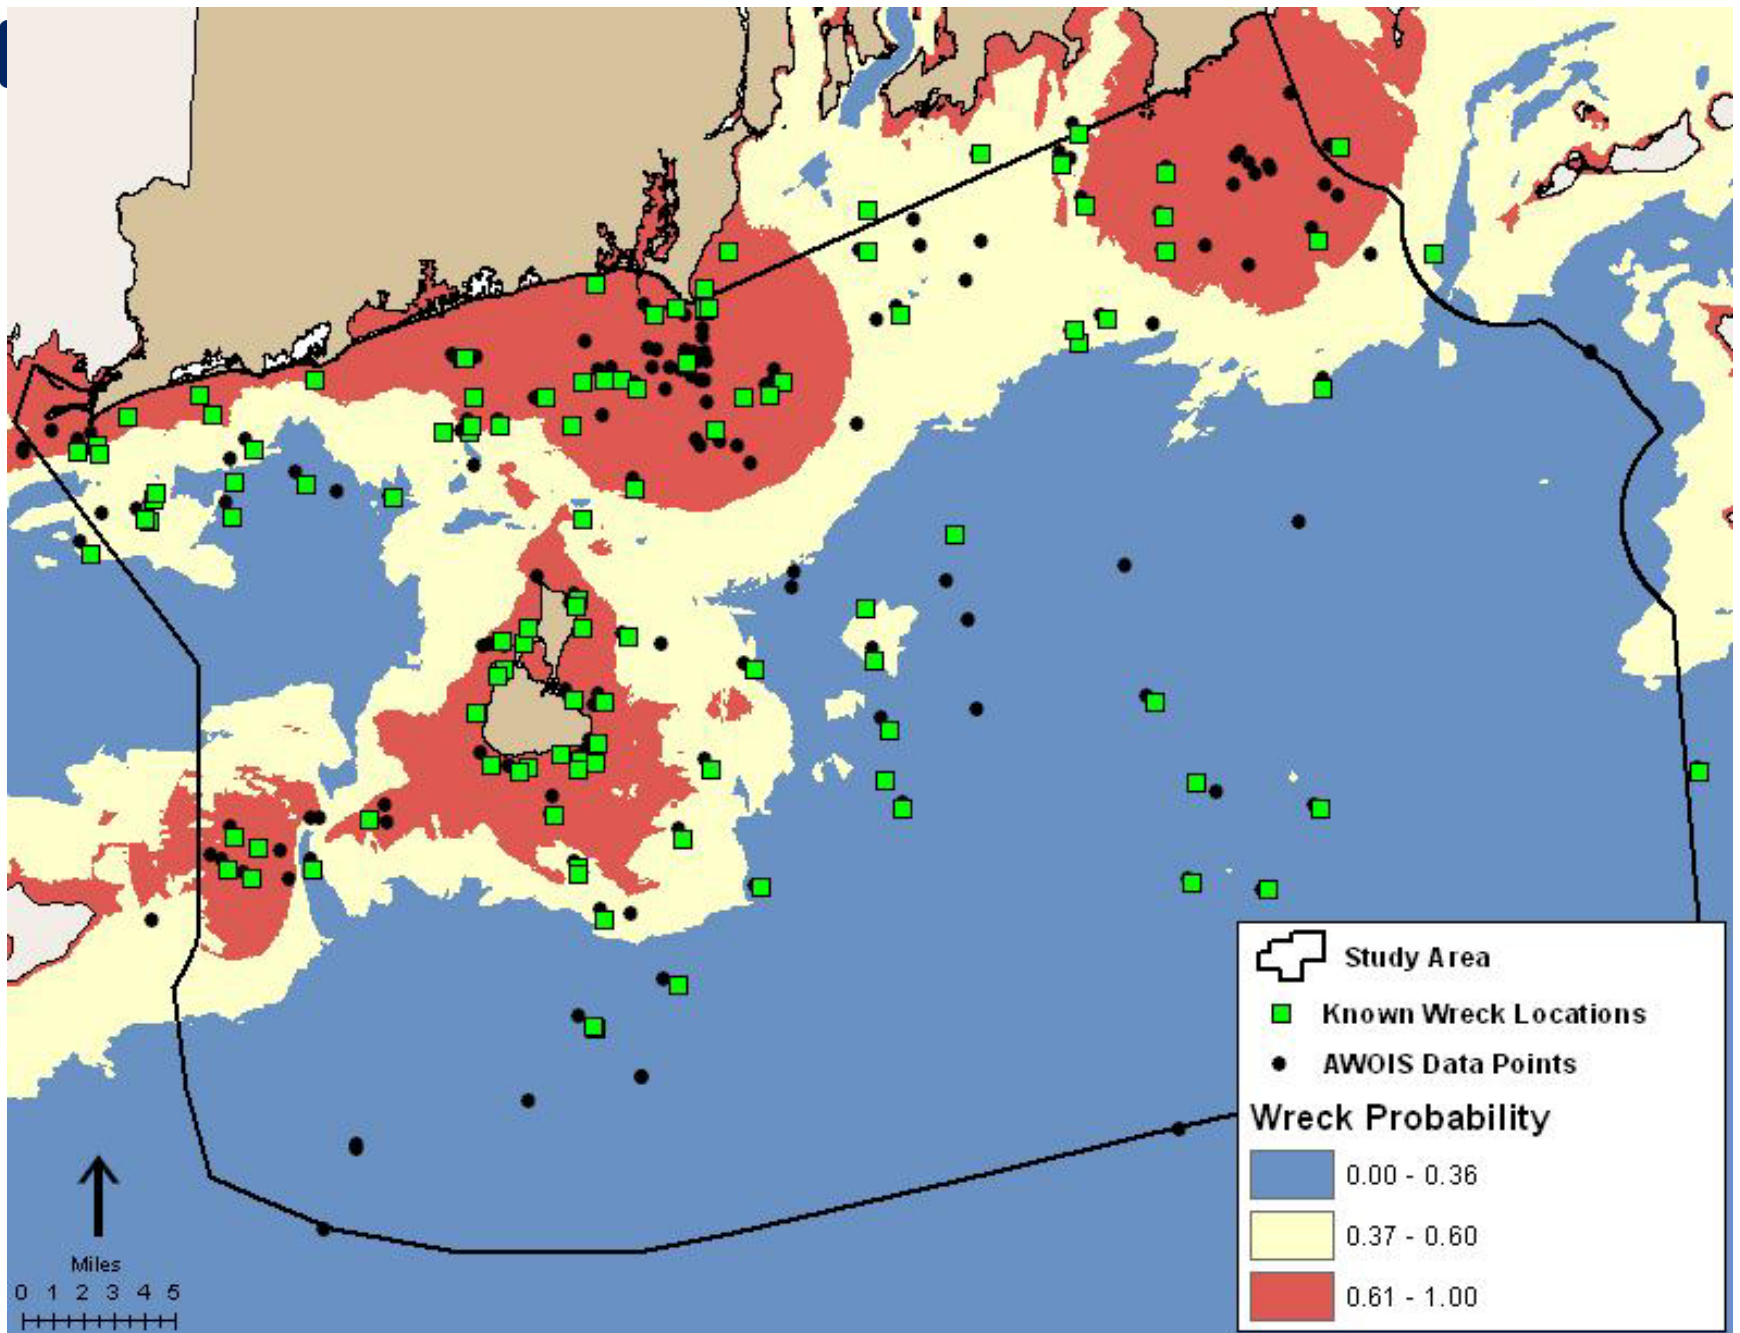 Study Area
Known Wreck Locations
AWOIS Data Points
Wreck Probability
0.00 - 0.36
0.37 - 0.60
0.61 - 1.00
Miles
0 1 2 3 4 5